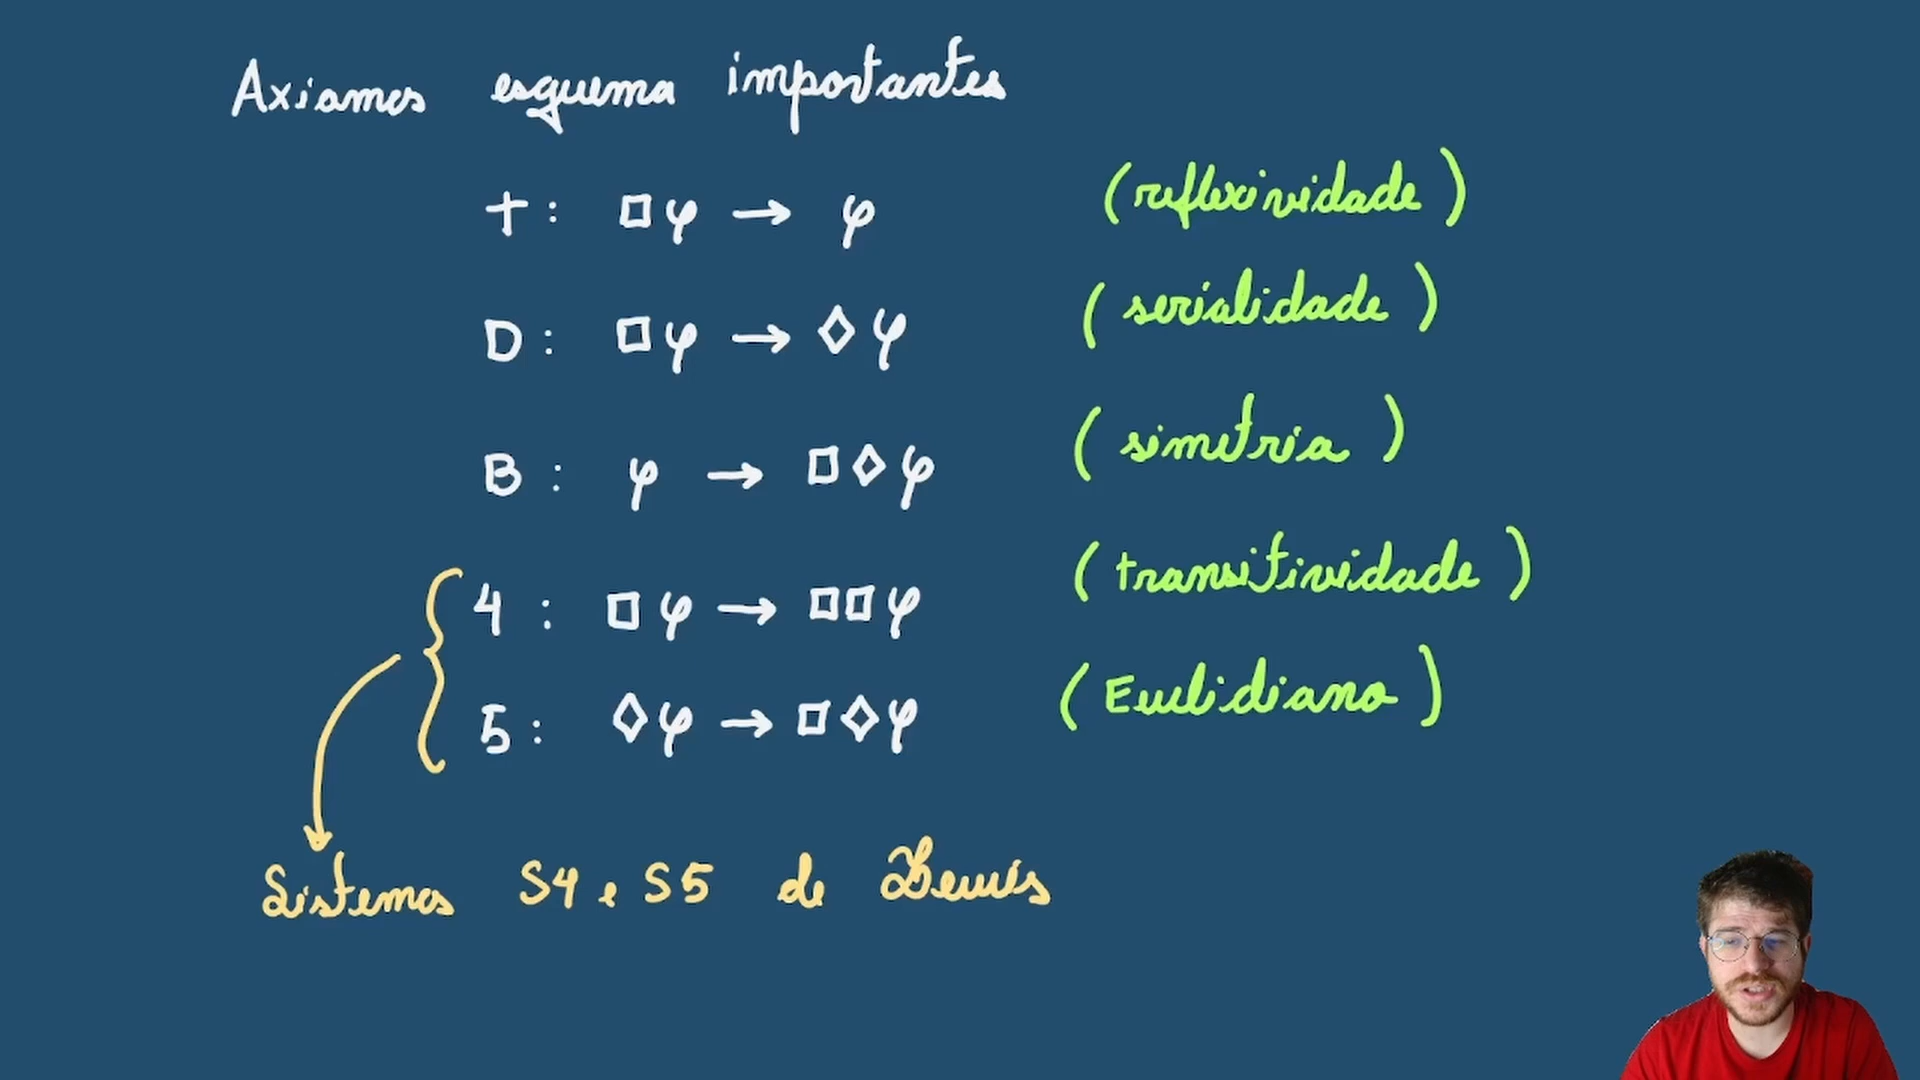 Axiomas esquema importantes
T: □φ → φ (reflexividade)
D: □φ → ◇φ (serialidade)
B: φ → □◇φ (simetria)
4: □φ → □□φ (transitividade)
5: ◇φ → □◇φ (Euclidiano)
Sistemas S4 e S5 de Lewis